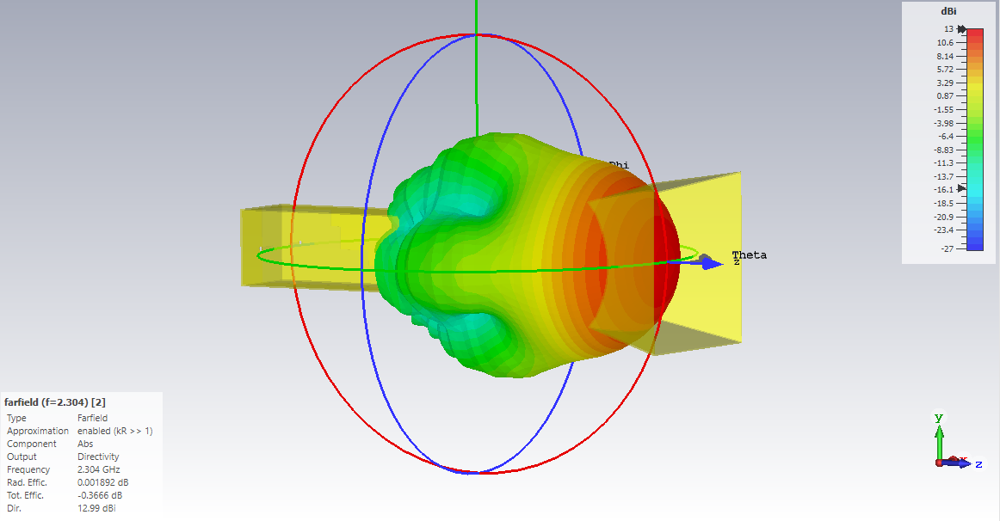 dBi
13
10.6
8.14
5.72
3.29
0.87
-1.55
-3.98
-6.4
-8.83
-11.3
-13.7
-16.1
-18.5
-20.9
-23.4
-27
Phi
Theta
z
farfield (f=2.304) [2]
Type Farfield
Approximation enabled (kR >> 1)
Component Abs
Output Directivity
Frequency 2.304 GHz
Rad. Effic. 0.001892 dB
Tot. Effic. -0.3666 dB
Dir. 12.99 dBi
y
x
z